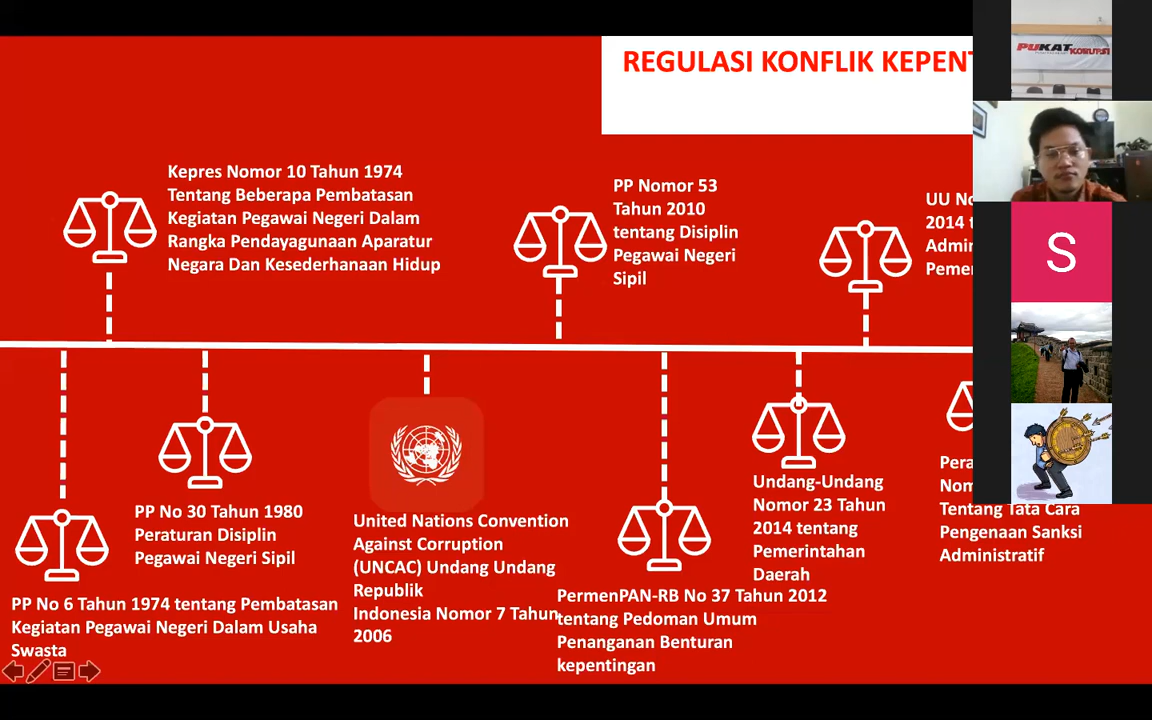 REGULASI KONFLIK
PUKAT KORUPSI
Kepres Nomor 10 Tahun 1974
Tentang Beberapa Pembatasan
Kegiatan Pegawai Negeri Dalam
Rangka Pendayagunaan Aparatur
Negara Dan Kesederhanaan Hidup
PP Nomor 53
Tahun 2010
tentang Disiplin
Pegawai Negeri
Sipil
UU
2014
S
PP No 30 Tahun 1980
Peraturan Disiplin
Pegawai Negeri Sipil
PP No 6 Tahun 1974 tentang Pembatasan
Kegiatan Pegawai Negeri Dalam Usaha
Swasta
United Nations Convention
Against Corruption
(UNCAC) Undang Undang
Republik
Indonesia Nomor 7 Tahun
2006
PermenPAN-RB No 37 Tahun 2012
tentang Pedoman Umum
Penanganan Benturan
kepentingan
Undang-Undang
Nomor 23 Tahun
2014 tentang
Pemerintahan
Daerah
Tentang Tata Cara
Pengenaan Sanksi
Administratif